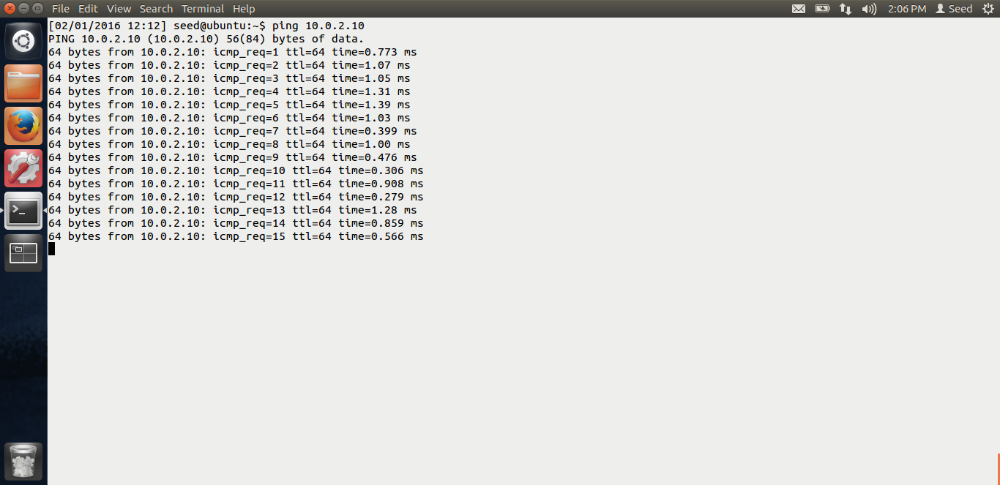 File Edit View Search Terminal Help 2:06 PM Seed
[02/01/2016 12:12] seed@ubuntu:~$ ping 10.0.2.10
PING 10.0.2.10 (10.0.2.10) 56(84) bytes of data.
64 bytes from 10.0.2.10: icmp_req=1 ttl=64 time=0.773 ms
64 bytes from 10.0.2.10: icmp_req=2 ttl=64 time=1.07 ms
64 bytes from 10.0.2.10: icmp_req=3 ttl=64 time=1.05 ms
64 bytes from 10.0.2.10: icmp_req=4 ttl=64 time=1.31 ms
64 bytes from 10.0.2.10: icmp_req=5 ttl=64 time=1.39 ms
64 bytes from 10.0.2.10: icmp_req=6 ttl=64 time=1.03 ms
64 bytes from 10.0.2.10: icmp_req=7 ttl=64 time=0.399 ms
64 bytes from 10.0.2.10: icmp_req=8 ttl=64 time=1.00 ms
64 bytes from 10.0.2.10: icmp_req=9 ttl=64 time=0.476 ms
64 bytes from 10.0.2.10: icmp_req=10 ttl=64 time=0.306 ms
64 bytes from 10.0.2.10: icmp_req=11 ttl=64 time=0.908 ms
64 bytes from 10.0.2.10: icmp_req=12 ttl=64 time=0.279 ms
64 bytes from 10.0.2.10: icmp_req=13 ttl=64 time=1.28 ms
64 bytes from 10.0.2.10: icmp_req=14 ttl=64 time=0.859 ms
64 bytes from 10.0.2.10: icmp_req=15 ttl=64 time=0.566 ms